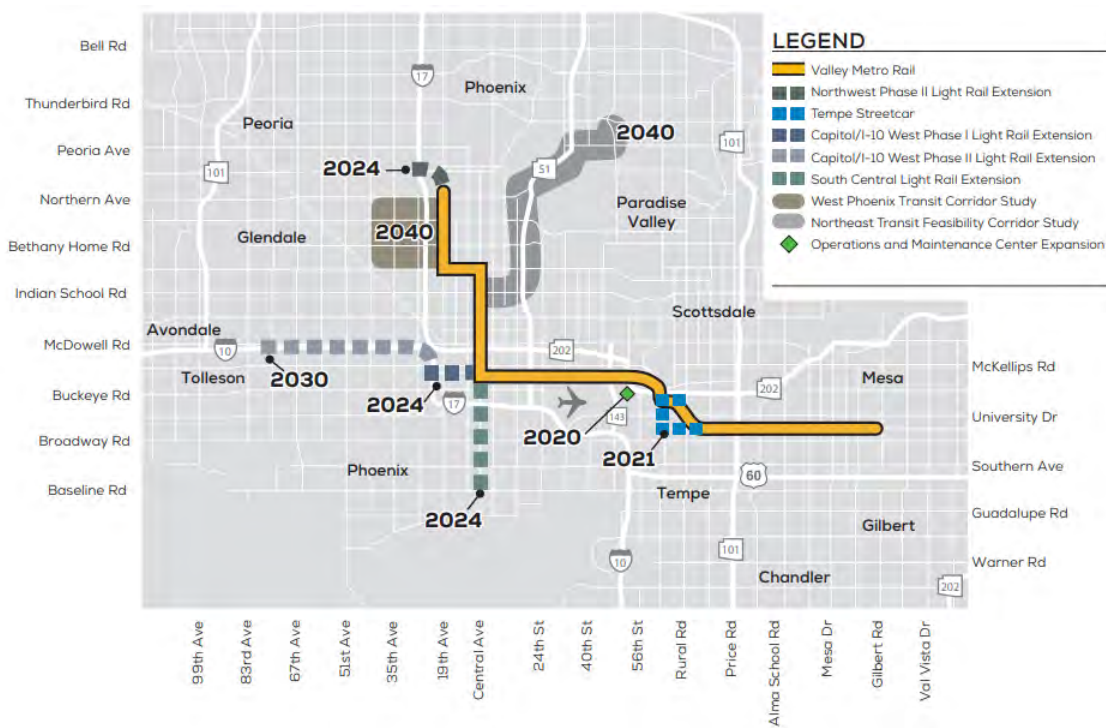 LEGEND
Valley Metro Rail
Northwest Phase II Light Rail Extension
Tempe Streetcar
Capitol/I-10 West Phase I Light Rail Extension
Capitol/I-10 West Phase II Light Rail Extension
South Central Light Rail Extension
West Phoenix Transit Corridor Study
Northeast Transit Feasibility Corridor Study
Operations and Maintenance Center Expansion
Bell Rd
Thunderbird Rd
Peoria Ave
Northern Ave
Bethany Home Rd
Indian School Rd
McDowell Rd
Buckeye Rd
Broadway Rd
Baseline Rd
17
Phoenix
Peoria
2040
101
2024
51
101
Paradise
Valley
Glendale
2040
Scottsdale
Avondale
10
202
Tolleson
2030
Mesa
202
2024
17
143
2020
2021
Phoenix
60
Tempe
2024
Gilbert
101
10
Chandler
202
McKellips Rd
University Dr
Southern Ave
Guadalupe Rd
Warner Rd
99th Ave
83rd Ave
67th Ave
51st Ave
35th Ave
19th Ave
Central Ave
24th St
40th St
56th St
Rural Rd
Price Rd
Alma School Rd
Mesa Dr
Gilbert Rd
Val Vista Dr